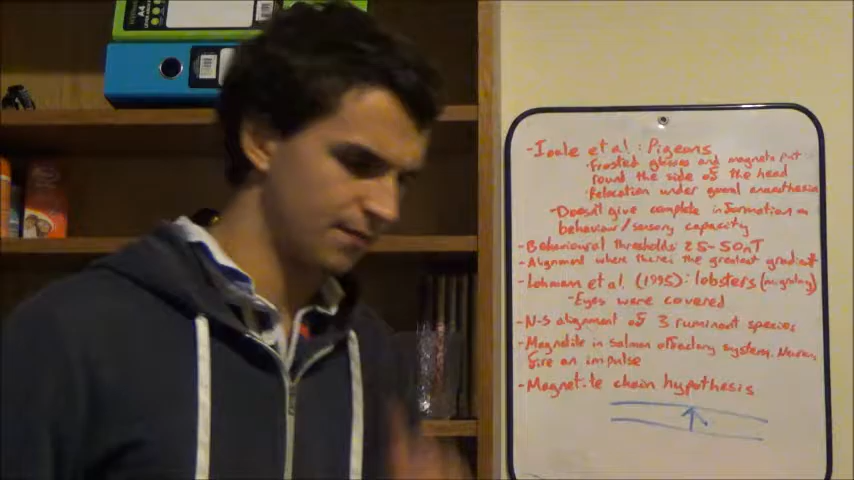 A4
- Ioale et al: Pigeons
- Frosted glasses and magnets put
round the side of the head
- Relocation under general anaesthesia
- Doesn't give complete information on
behaviour/sensory capacity
- Behavioural thresholds 25-50nT
- Alignment where there's the greatest gradient
- Lohmann et al. (1995): lobsters (migrating)
- Eyes were covered
- N-S alignment of 3 ruminant species
- Magnetite in salmon olfactory system. Neurons
fire an impulse
- Magnetite chain hypothesis